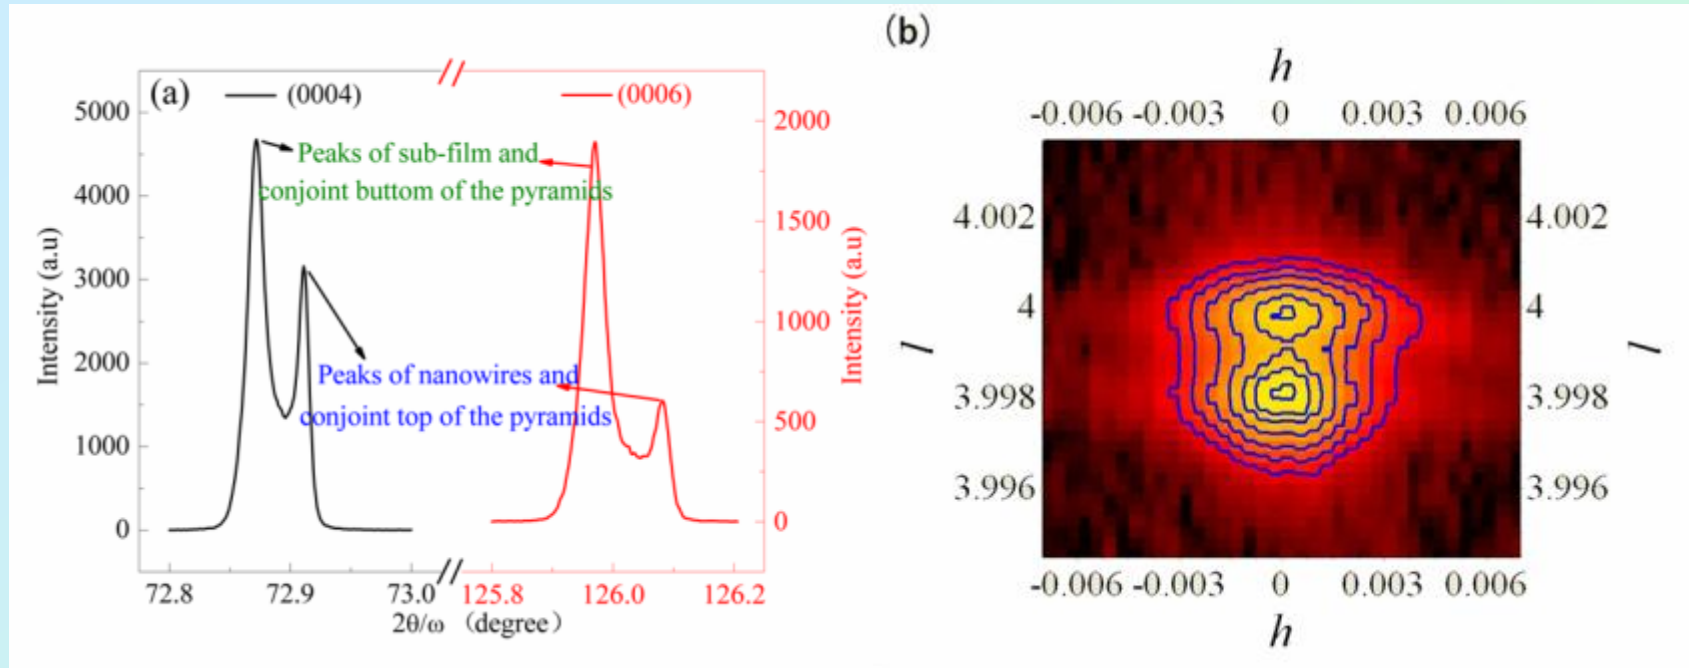 (a)
(0004)
(0006)
Peaks of sub-film and
conjoint buttom of the pyramids
Peaks of nanowires and
conjoint top of the pyramids
Intensity (a.u)
5000
4000
3000
2000
1000
0
Intensity (a.u)
2000
1500
1000
500
0
72.8 72.9 73.0 125.8 126.0 126.2
2θ/ω (degree)
(b)
h
-0.006 -0.003 0 0.003 0.006
4.002 4.002
4 4
l l
3.998 3.998
3.996 3.996
-0.006 -0.003 0 0.003 0.006
h